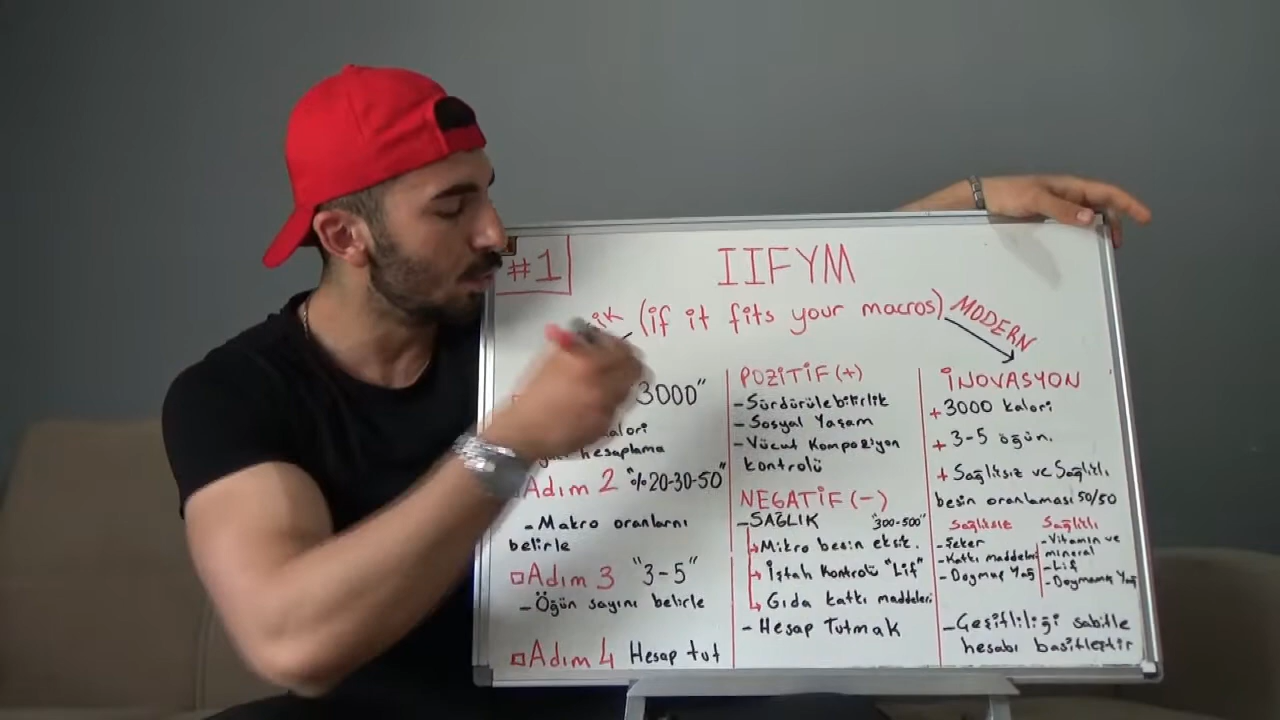 #1
IIFYM
(if it fits your macros)
MODERN
"3000"
hesaplama
Adım 2 "%20-30-50"
- Makro oranlarını
belirle
Adım 3 "3-5"
- Öğün sayını belirle
Adım 4 Hesap tut
POZİTİF (+)
- Sürdürülebilirlik
- Sosyal Yaşam
- Vücut Kompozisyon
kontrolü
NEGATİF (-)
- SAĞLIK "300-500"
Mikro besin eksik.
İştah Kontrolü "Lif"
Gıda katkı maddeleri
- Hesap Tutmak
İNOVASYON
+ 3000 kalori
+ 3-5 öğün.
+ Sağlıksız ve Sağlıklı
besin oranlaması 50/50
Sağlıksız
- Şeker
- Katkı maddeleri
- Doymuş Yağ
Sağlıklı
- Vitamin ve
mineral
- Lif
- Doymamış Yağ
- Çeşitliliği sabitle
hesabı basitleştir